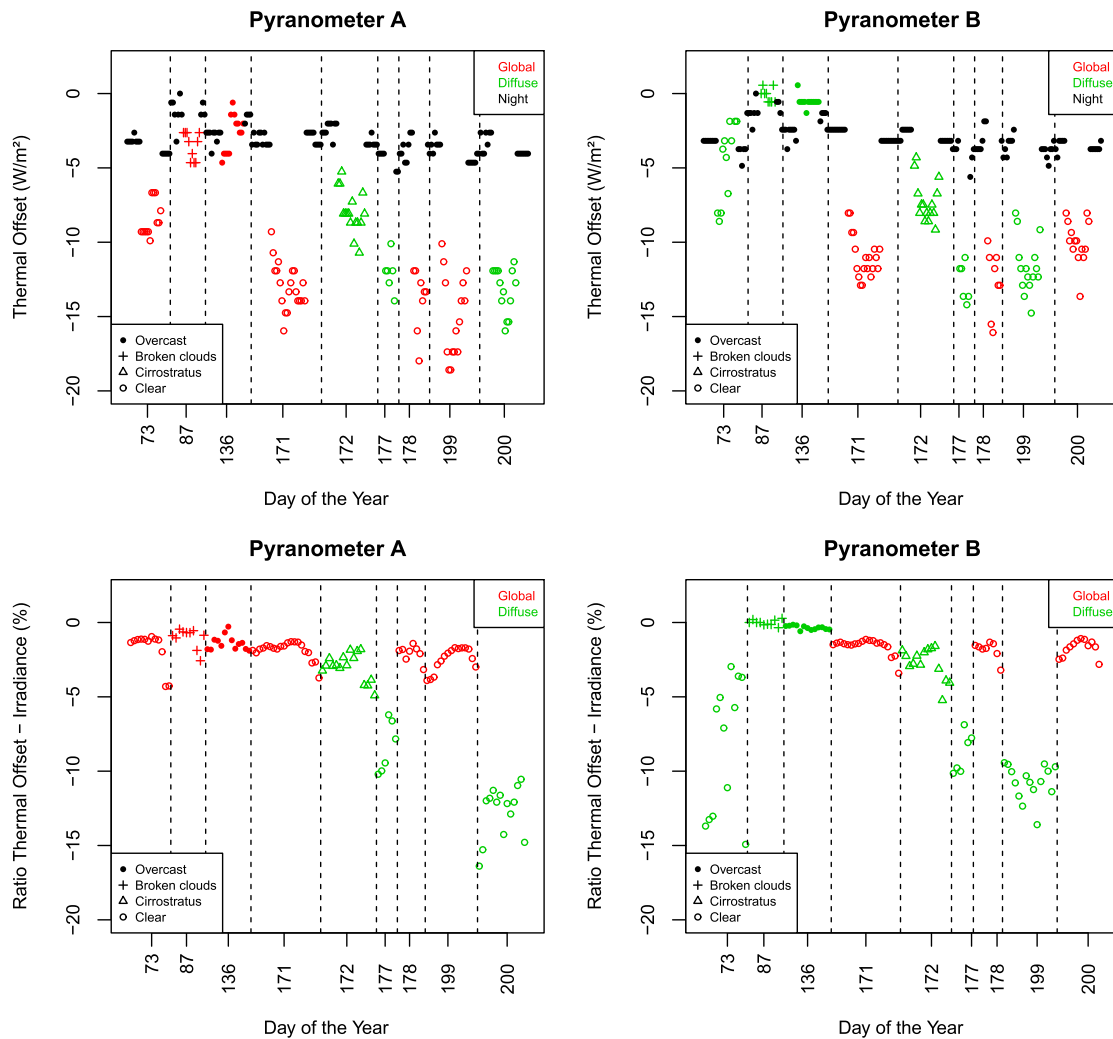 Pyranometer A
Thermal Offset (W/m²)
0
−5
−10
−15
−20
Global
Diffuse
Night
Overcast
Broken clouds
Cirrostratus
Clear
73
87
136
171
172
177
178
199
200
Day of the Year
Pyranometer B
Thermal Offset (W/m²)
0
−5
−10
−15
−20
Global
Diffuse
Night
Overcast
Broken clouds
Cirrostratus
Clear
73
87
136
171
172
177
178
199
200
Day of the Year
Pyranometer A
Ratio Thermal Offset − Irradiance (%)
0
−5
−10
−15
−20
Global
Diffuse
Overcast
Broken clouds
Cirrostratus
Clear
73
87
136
171
172
177
178
199
200
Day of the Year
Pyranometer B
Ratio Thermal Offset − Irradiance (%)
0
−5
−10
−15
−20
Global
Diffuse
Overcast
Broken clouds
Cirrostratus
Clear
73
87
136
171
172
177
178
199
200
Day of the Year